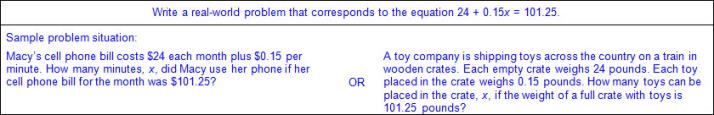 Write a real-world problem that corresponds to the equation 24 + 0.15x = 101.25.
Sample problem situation:
Macy's cell phone bill costs $24 each month plus $0.15 per
minute. How many minutes, x, did Macy use her phone if her
cell phone bill for the month was $101.25?
OR
A toy company is shipping toys across the country on a train in
wooden crates. Each empty crate weighs 24 pounds. Each toy
placed in the crate weighs 0.15 pounds. How many toys can be
placed in the crate, x, if the weight of a full crate with toys is
101.25 pounds?